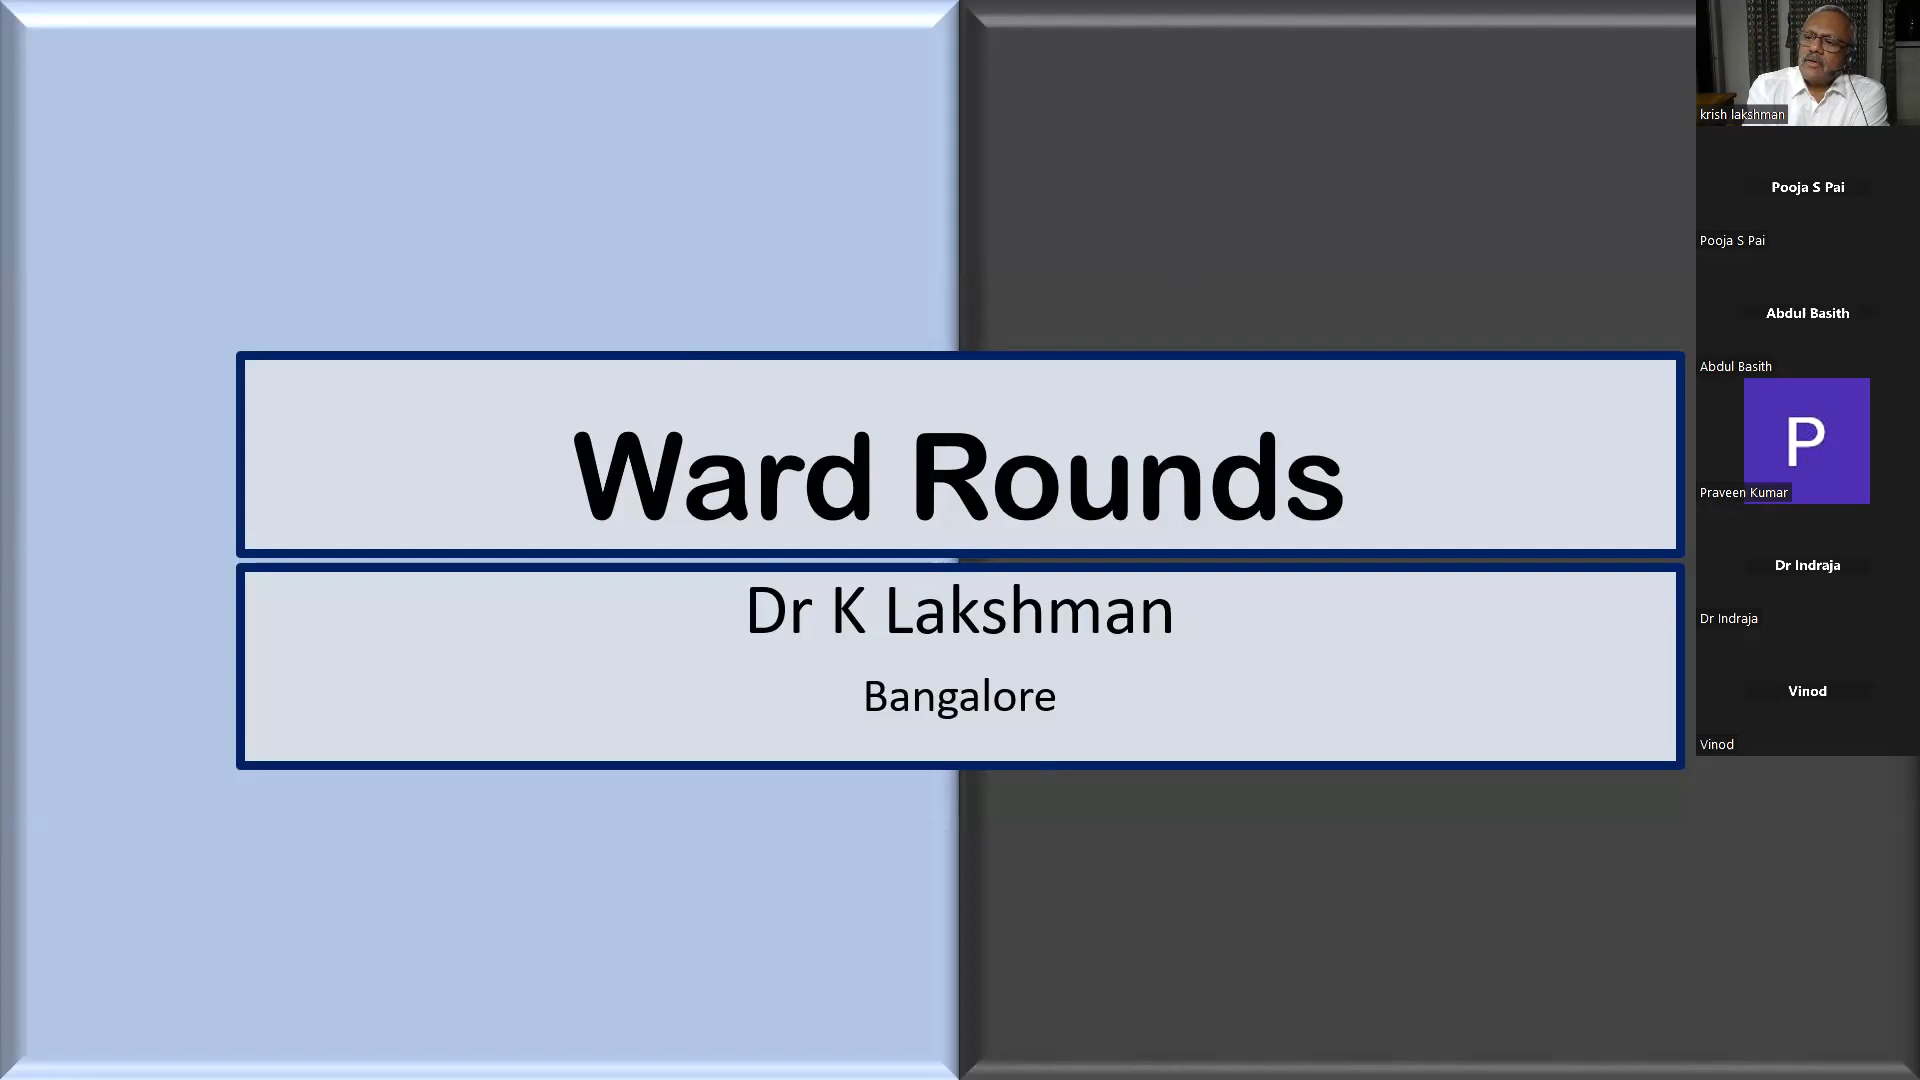 Ward Rounds
Dr K Lakshman
Bangalore
krish lakshman
Pooja S Pai
Pooja S Pai
Abdul Basith
Abdul Basith
P
Praveen Kumar
Dr Indraja
Dr Indraja
Vinod
Vinod